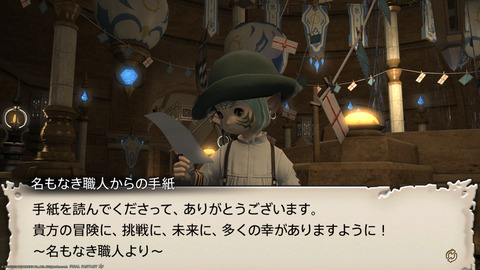 名もなき職人からの手紙
手紙を読んでくださって、ありがとうございます。
貴方の冒険に、挑戦に、未来に、多くの幸がありますように！
～名もなき職人より～
FINAL FANTASY XIV